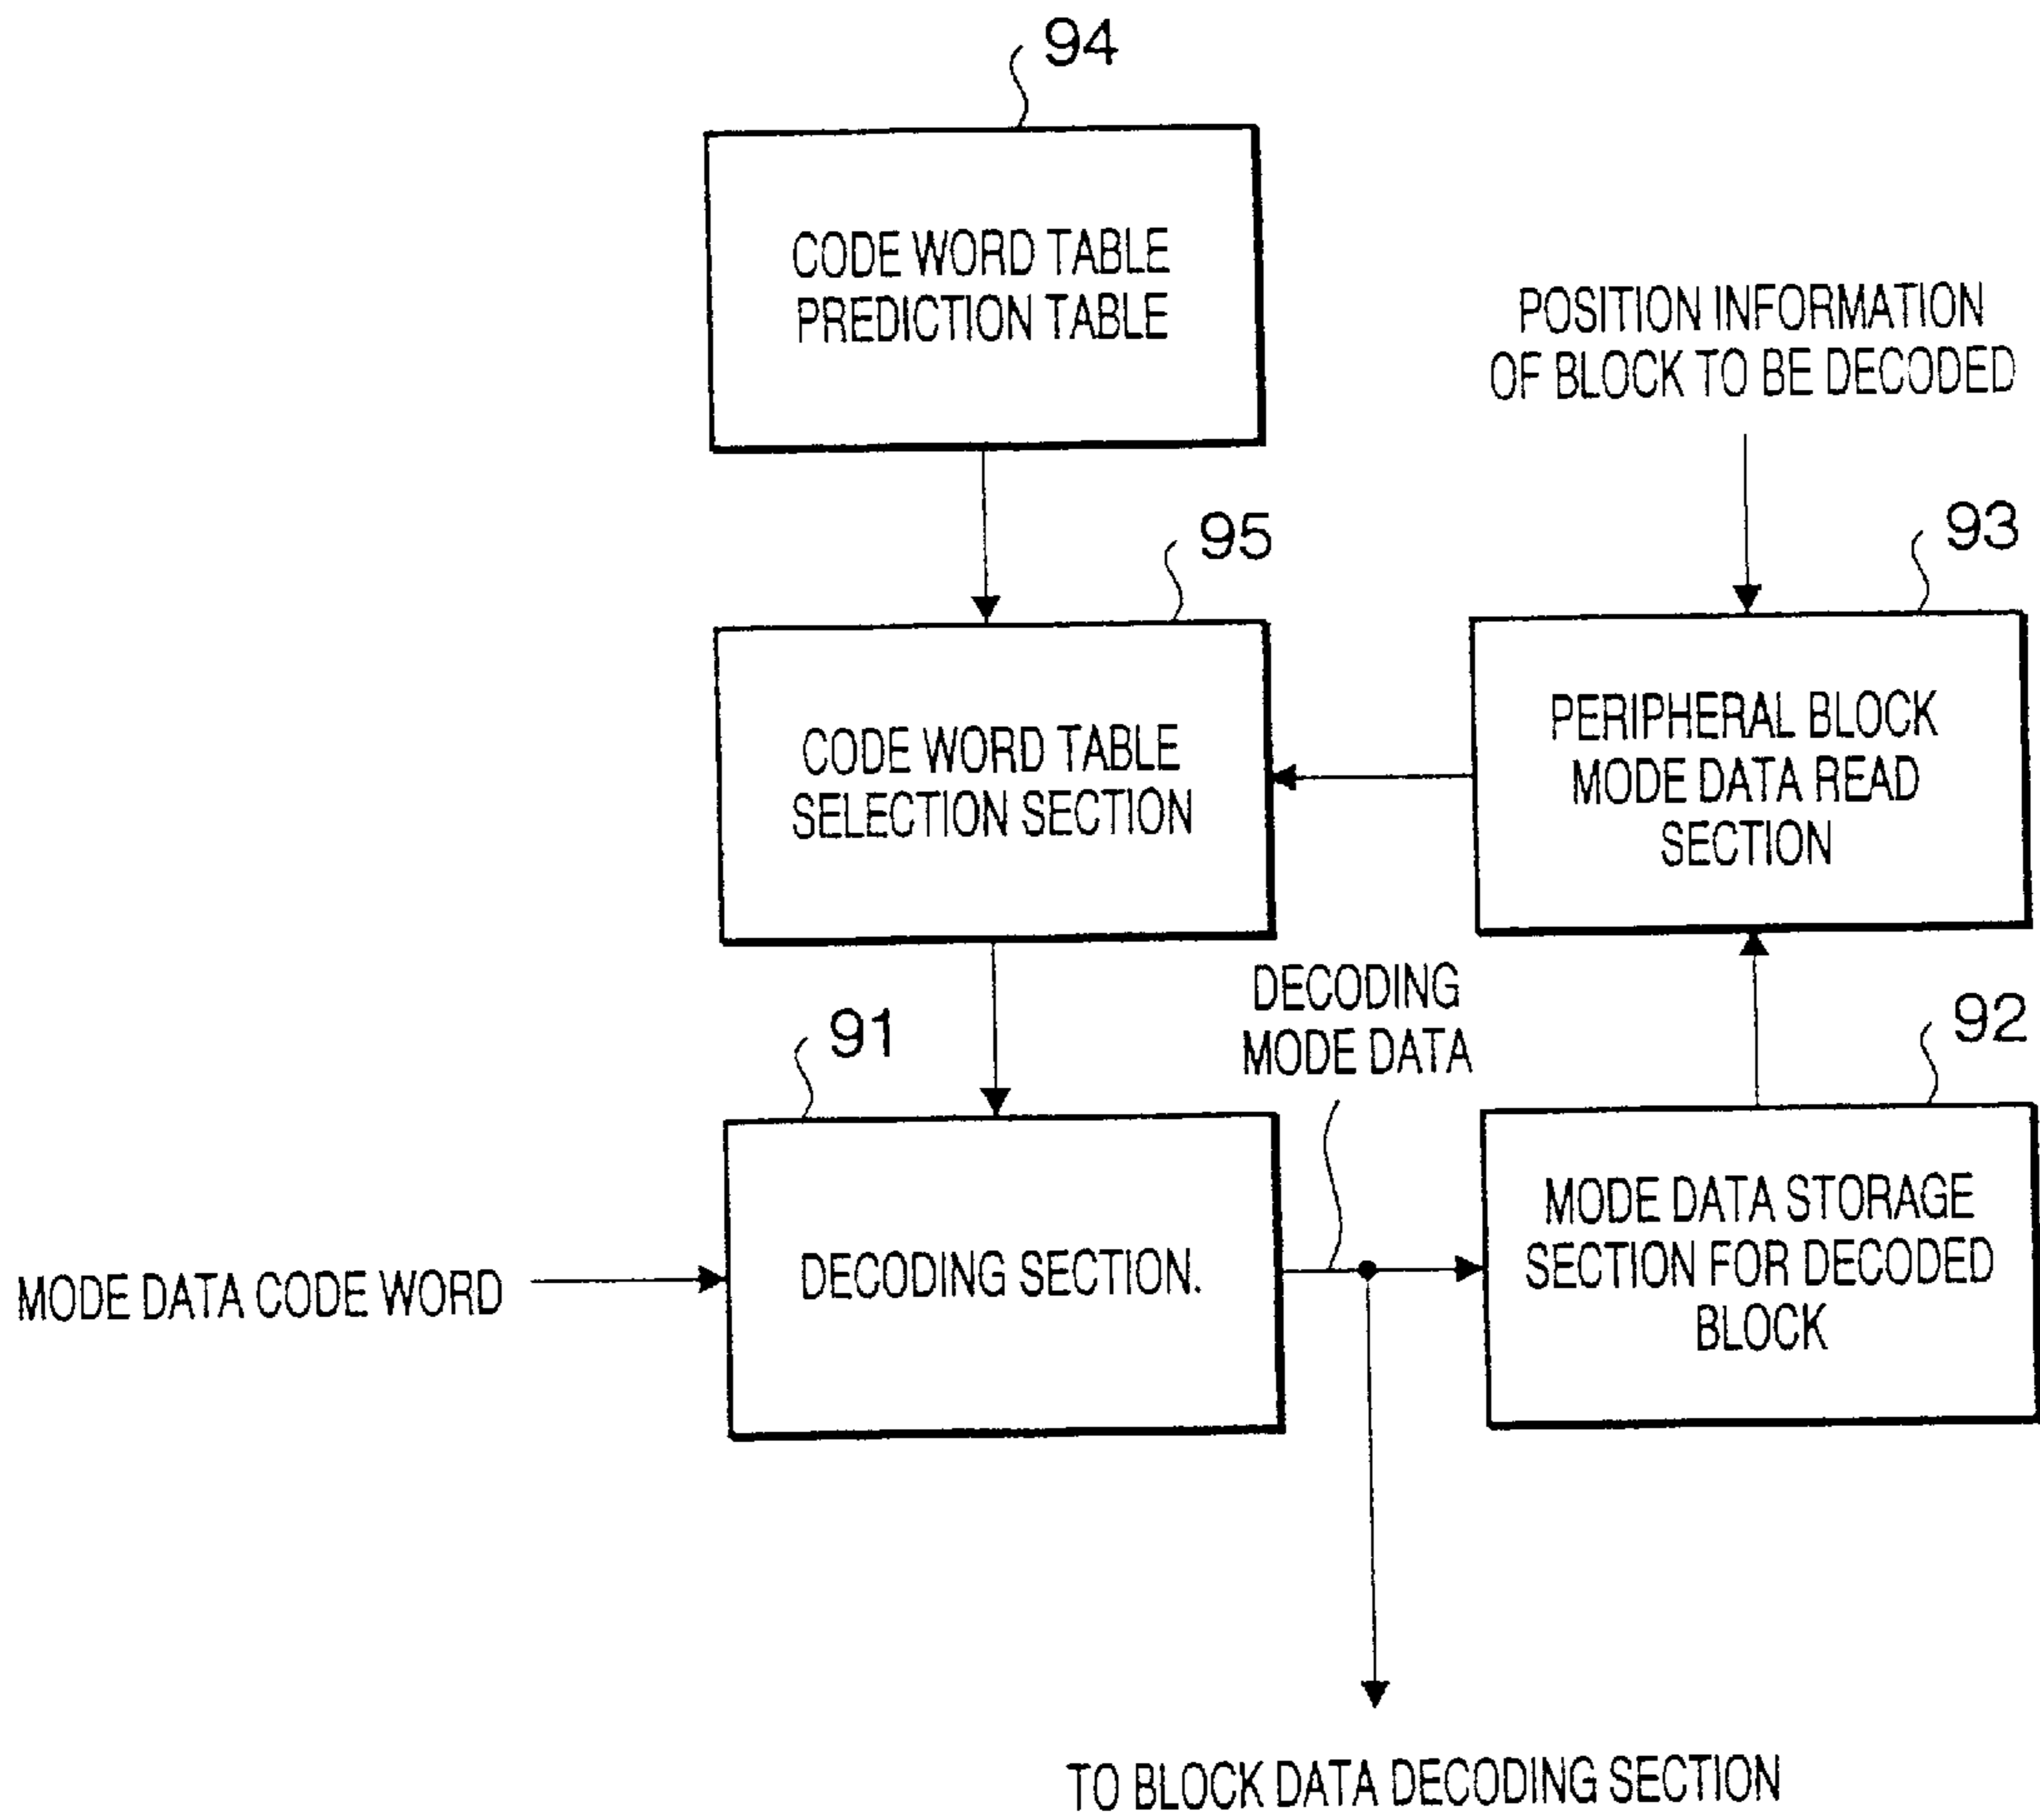 94
CODE WORD TABLE
PREDICTION TABLE
POSITION INFORMATION
OF BLOCK TO BE DECODED
95
93
CODE WORD TABLE
SELECTION SECTION
PERIPHERAL BLOCK
MODE DATA READ
SECTION
91
DECODING
MODE DATA
92
MODE DATA CODE WORD
DECODING SECTION.
MODE DATA STORAGE
SECTION FOR DECODED
BLOCK
TO BLOCK DATA DECODING SECTION